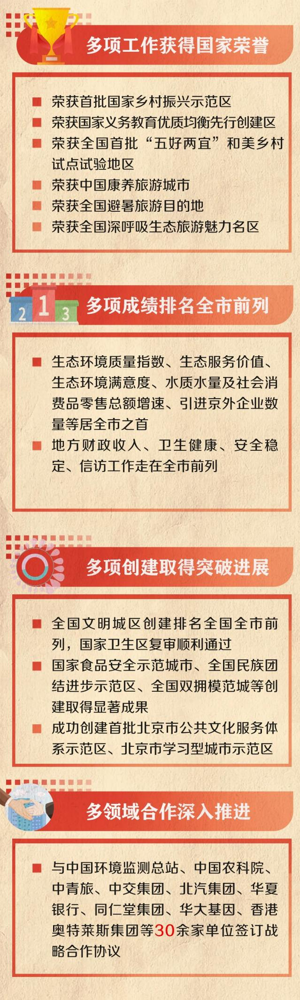 多项工作获得国家荣誉
荣获首批国家乡村振兴示范区
荣获国家义务教育优质均衡先行创建区
荣获全国首批“五好两宜”和美乡村
试点试验地区
荣获中国康养旅游城市
荣获全国避暑旅游目的地
荣获全国深呼吸生态旅游魅力名区
2 1 3
多项成绩排名全市前列
生态环境质量指数、生态服务价值、
生态环境满意度、水质水量及社会消
费品零售总额增速、引进京外企业数
量等居全市之首
地方财政收入、卫生健康、安全稳
定、信访工作走在全市前列
多项创建取得突破进展
全国文明城区创建排名全国全市前
列，国家卫生区复审顺利通过
国家食品安全示范城市、全国民族团
结进步示范区、全国双拥模范城等创
建取得显著成果
成功创建首批北京市公共文化服务体
系示范区、北京市学习型城市示范区
多领域合作深入推进
与中国环境监测总站、中国农科院、
中青旅、中交集团、北汽集团、华夏
银行、同仁堂集团、华大基因、香港
奥特莱斯集团等30余家单位签订战
略合作协议